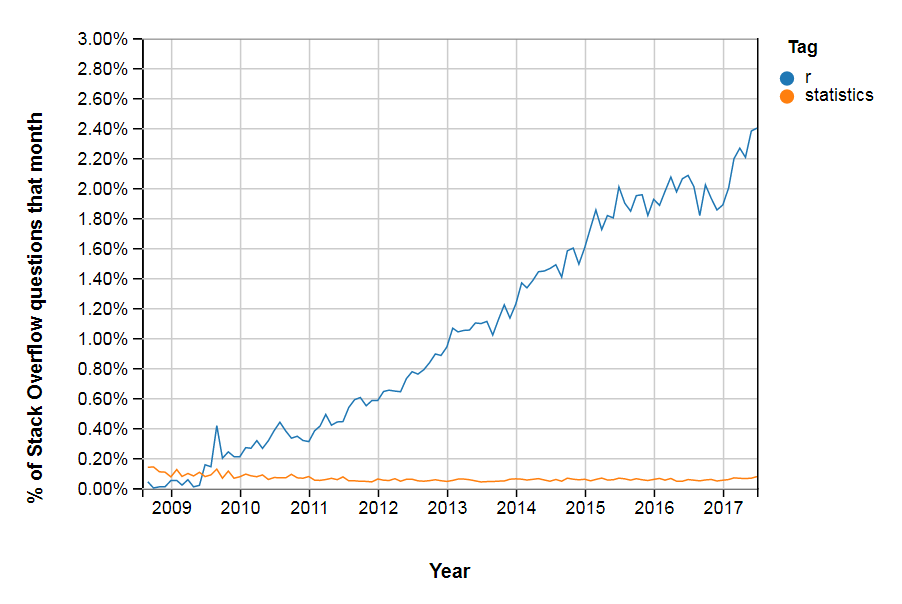 % of Stack Overflow questions that month
3.00%
2.80%
2.60%
2.40%
2.20%
2.00%
1.80%
1.60%
1.40%
1.20%
1.00%
0.80%
0.60%
0.40%
0.20%
0.00%
2009 2010 2011 2012 2013 2014 2015 2016 2017
Year
Tag
r
statistics